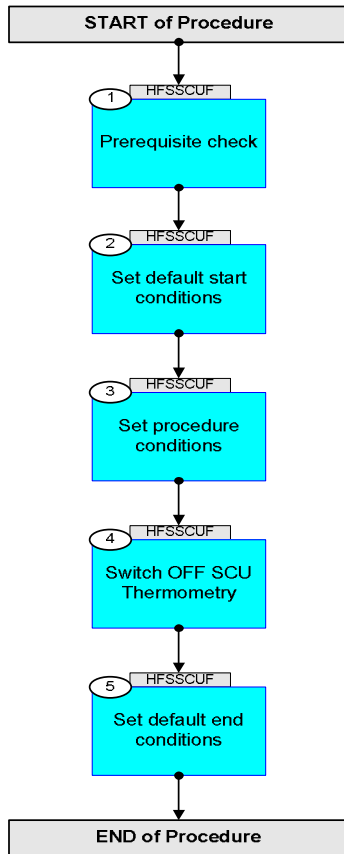 START of Procedure
HFSSCUF
1
Prerequisite check
HFSSCUF
2
Set default start
conditions
HFSSCUF
3
Set procedure
conditions
HFSSCUF
4
Switch OFF SCU
Thermometry
HFSSCUF
5
Set default end
conditions
END of Procedure